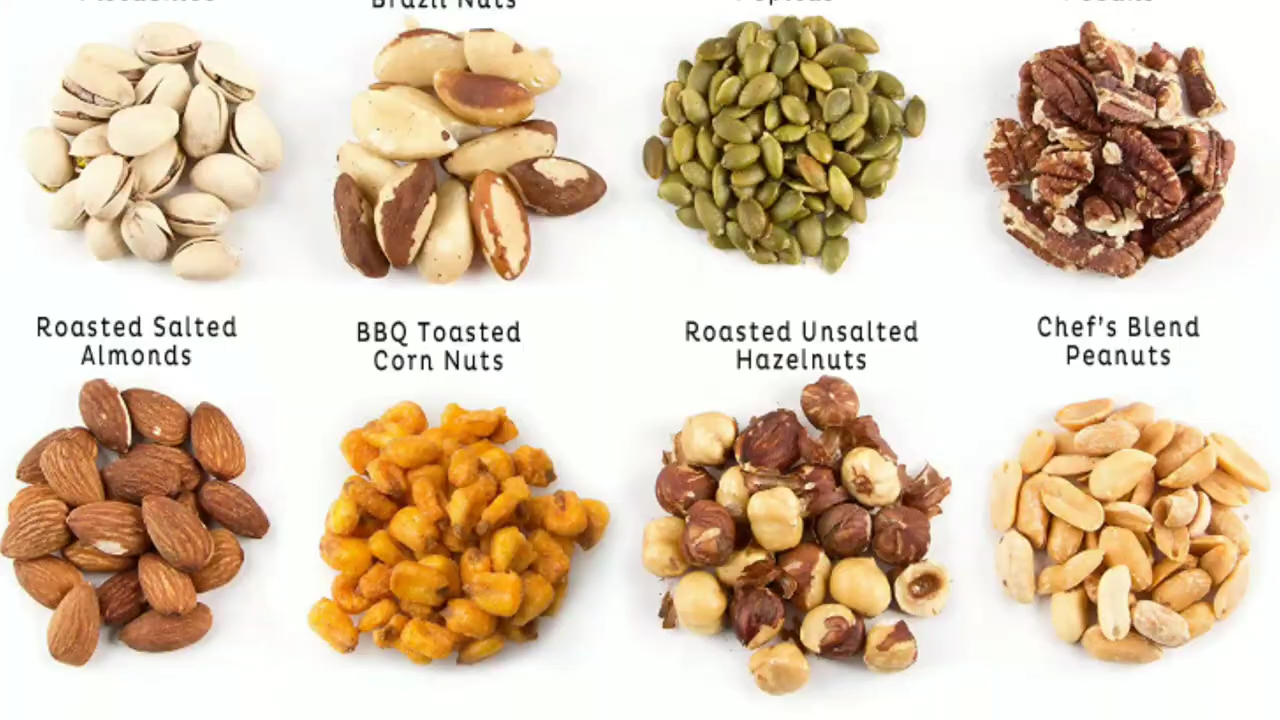 Brazil Nuts
Roasted Salted
Almonds
BBQ Toasted
Corn Nuts
Roasted Unsalted
Hazelnuts
Chef's Blend
Peanuts